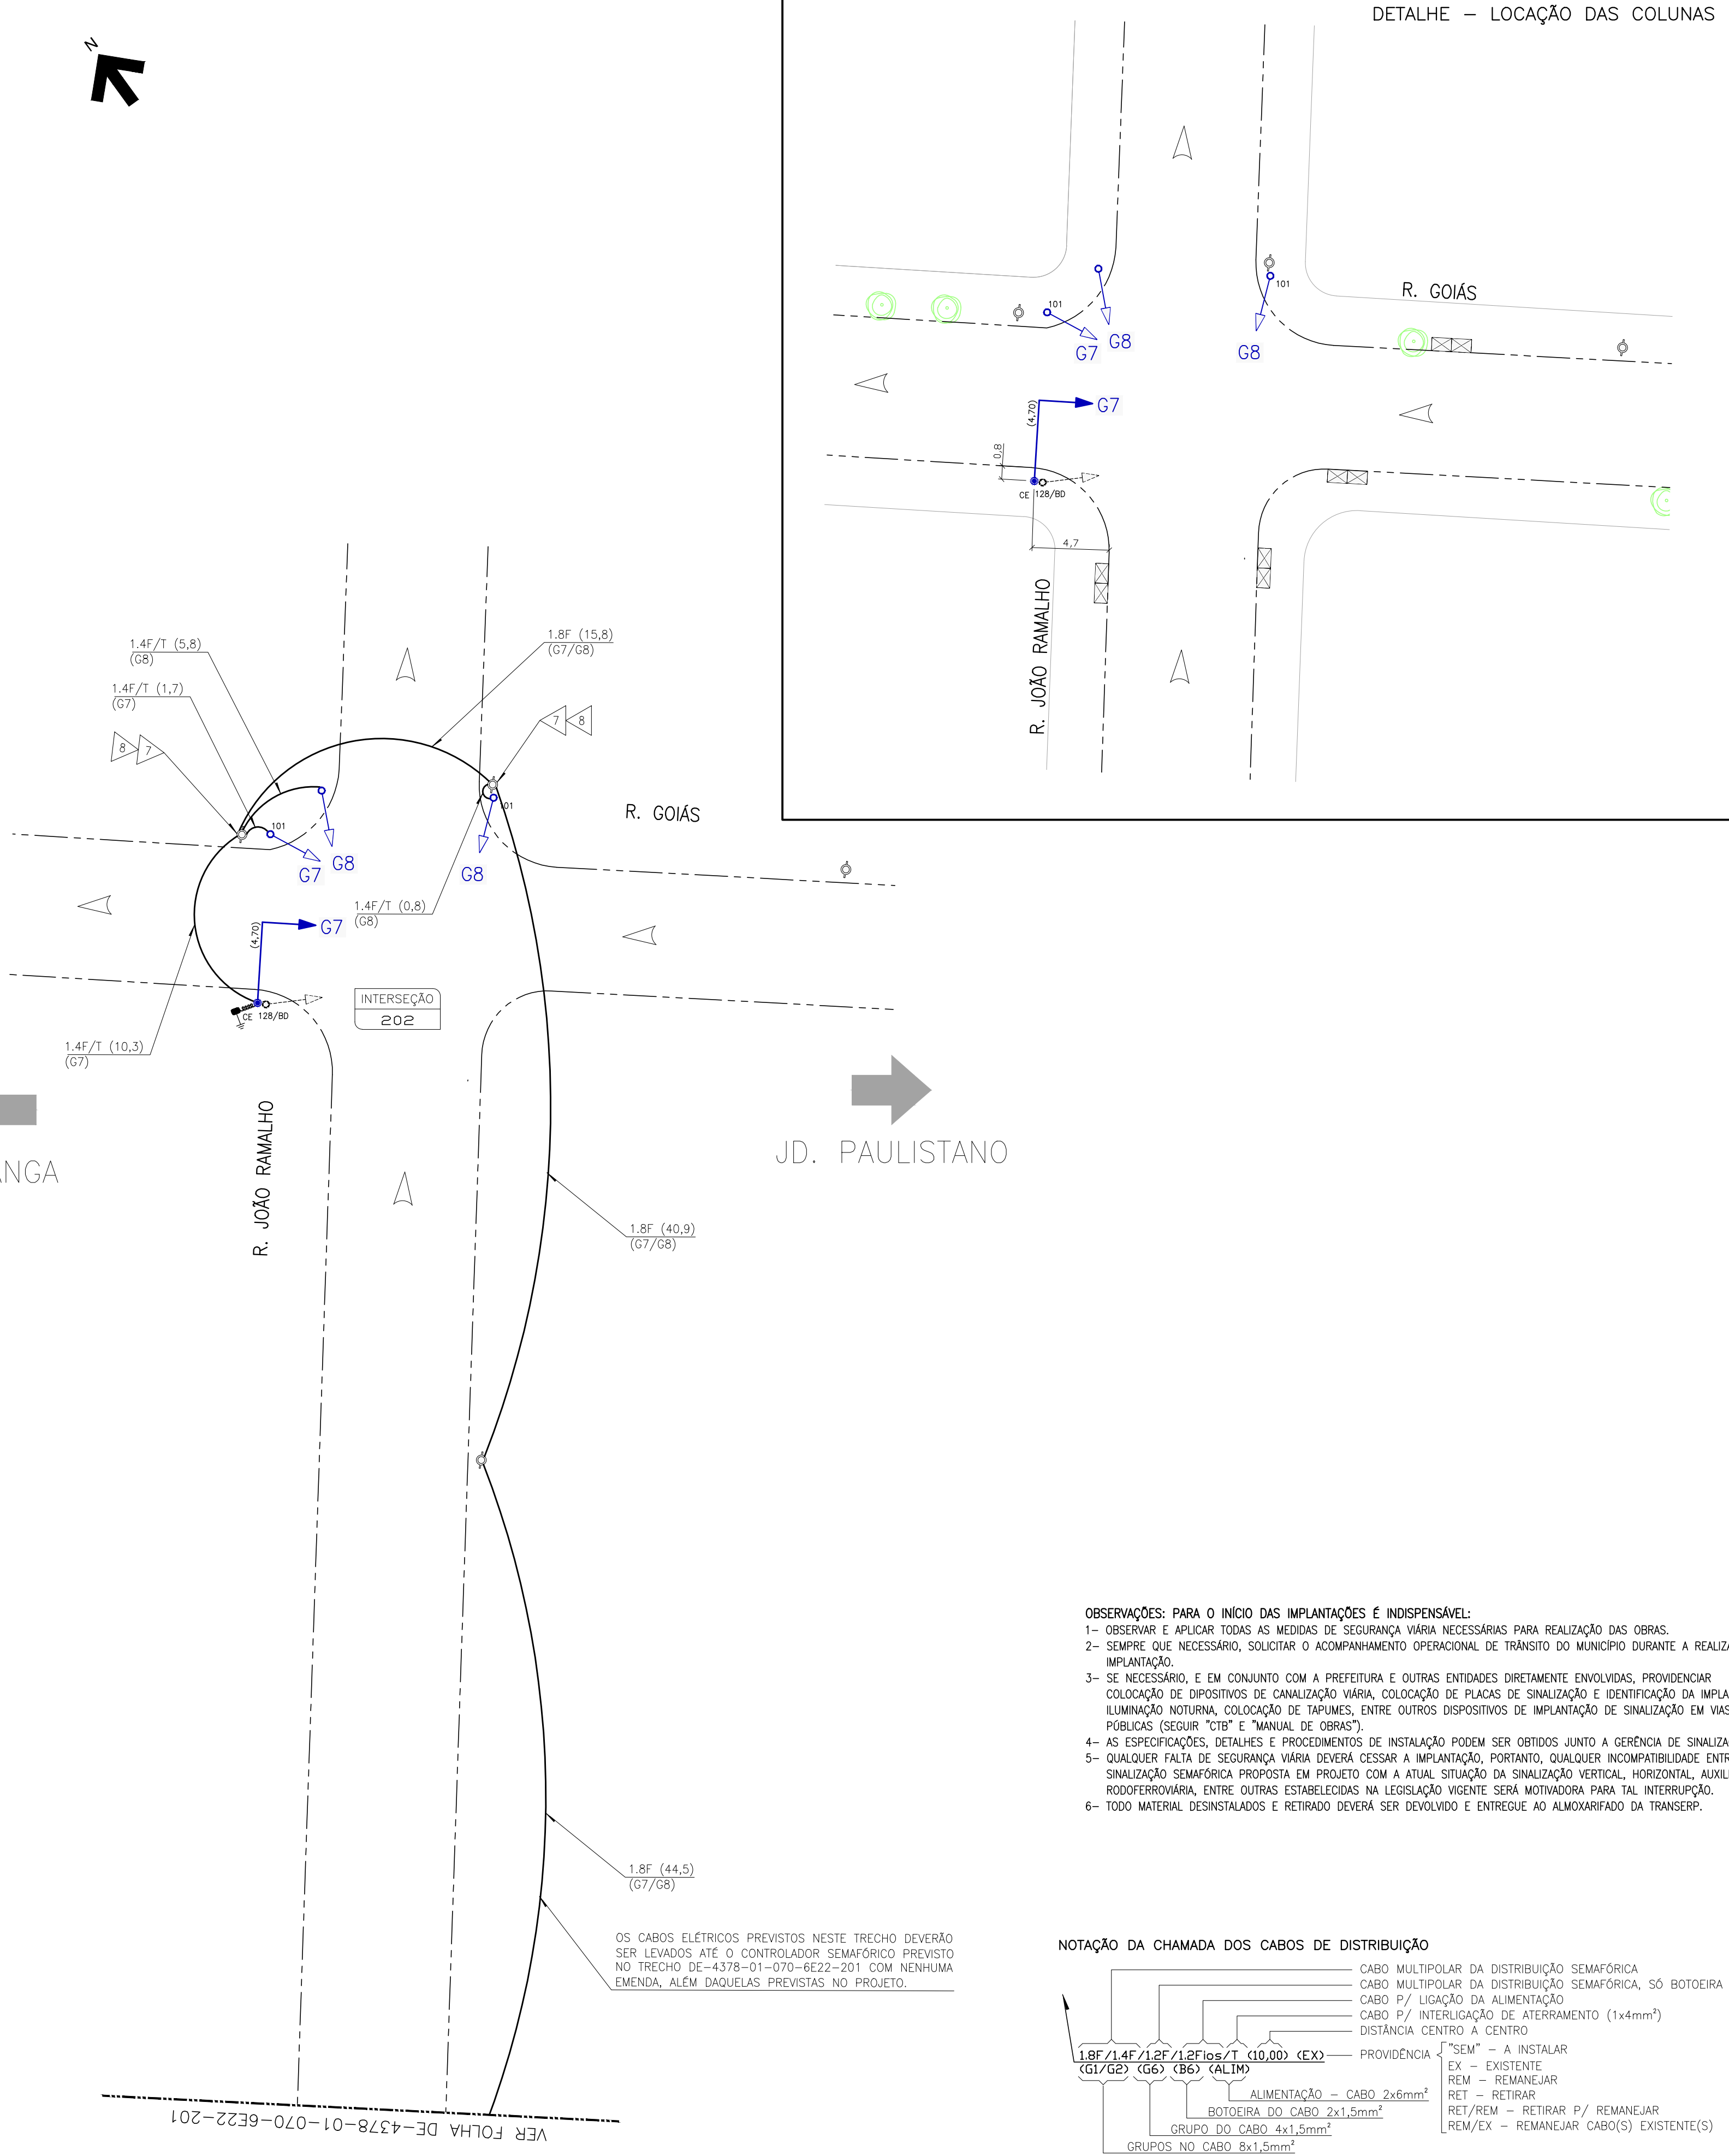 DETALHE – LOCAÇÃO DAS COLUNAS
N
101
G8
G7
101
G8
R. GOIÁS
G7
(4,70)
0,8
CE 128/BD
4,7
R. JOÃO RAMALHO
1.4F/T (5,8)
(G8)
1.4F/T (1,7)
(G7)
8 7
1.8F (15,8)
(G7/G8)
7 8
101
G8
G7
101
G8
R. GOIÁS
1.4F/T (0,8)
(G8)
G7
(4,70)
CE 128/BD
INTERSEÇÃO
202
1.4F/T (10,3)
(G7)
R. JOÃO RAMALHO
ANGA
JD. PAULISTANO
1.8F (40,9)
(G7/G8)
1.8F (44,5)
(G7/G8)
OS CABOS ELÉTRICOS PREVISTOS NESTE TRECHO DEVERÃO
SER LEVADOS ATÉ O CONTROLADOR SEMAFÓRICO PREVISTO
NO TRECHO DE-4378-01-070-6E22-201 COM NENHUMA
EMENDA, ALÉM DAQUELAS PREVISTAS NO PROJETO.
VER FOLHA DE-4378-01-070-6E22-201
OBSERVAÇÕES: PARA O INÍCIO DAS IMPLANTAÇÕES É INDISPENSÁVEL:
1– OBSERVAR E APLICAR TODAS AS MEDIDAS DE SEGURANÇA VIÁRIA NECESSÁRIAS PARA REALIZAÇÃO DAS OBRAS.
2– SEMPRE QUE NECESSÁRIO, SOLICITAR O ACOMPANHAMENTO OPERACIONAL DE TRÂNSITO DO MUNICÍPIO DURANTE A REALIZA
IMPLANTAÇÃO.
3– SE NECESSÁRIO, E EM CONJUNTO COM A PREFEITURA E OUTRAS ENTIDADES DIRETAMENTE ENVOLVIDAS, PROVIDENCIAR
COLOCAÇÃO DE DIPOSITIVOS DE CANALIZAÇÃO VIÁRIA, COLOCAÇÃO DE PLACAS DE SINALIZAÇÃO E IDENTIFICAÇÃO DA IMPLA
ILUMINAÇÃO NOTURNA, COLOCAÇÃO DE TAPUMES, ENTRE OUTROS DISPOSITIVOS DE IMPLANTAÇÃO DE SINALIZAÇÃO EM VIAS
PÚBLICAS (SEGUIR "CTB" E "MANUAL DE OBRAS").
4– AS ESPECIFICAÇÕES, DETALHES E PROCEDIMENTOS DE INSTALAÇÃO PODEM SER OBTIDOS JUNTO A GERÊNCIA DE SINALIZA
5– QUALQUER FALTA DE SEGURANÇA VIÁRIA DEVERÁ CESSAR A IMPLANTAÇÃO, PORTANTO, QUALQUER INCOMPATIBILIDADE ENTR
SINALIZAÇÃO SEMAFÓRICA PROPOSTA EM PROJETO COM A ATUAL SITUAÇÃO DA SINALIZAÇÃO VERTICAL, HORIZONTAL, AUXILI
RODOFERROVIÁRIA, ENTRE OUTRAS ESTABELECIDAS NA LEGISLAÇÃO VIGENTE SERÁ MOTIVADORA PARA TAL INTERRUPÇÃO.
6– TODO MATERIAL DESINSTALADOS E RETIRADO DEVERÁ SER DEVOLVIDO E ENTREGUE AO ALMOXARIFADO DA TRANSERP.
NOTAÇÃO DA CHAMADA DOS CABOS DE DISTRIBUIÇÃO
CABO MULTIPOLAR DA DISTRIBUIÇÃO SEMAFÓRICA
CABO MULTIPOLAR DA DISTRIBUIÇÃO SEMAFÓRICA, SÓ BOTOEIRA
CABO P/ LIGAÇÃO DA ALIMENTAÇÃO
CABO P/ INTERLIGAÇÃO DE ATERRAMENTO (1x4mm²)
DISTÂNCIA CENTRO A CENTRO
1.8F/1.4F/1.2F/1.2Fios/T (10,00) (EX)
(G1/G2) (G6) (B6) (ALIM)
PROVIDÊNCIA
"SEM" – A INSTALAR
EX – EXISTENTE
REM – REMANEJAR
RET – RETIRAR
RET/REM – RETIRAR P/ REMANEJAR
REM/EX – REMANEJAR CABO(S) EXISTENTE(S)
ALIMENTAÇÃO – CABO 2x6mm²
BOTOEIRA DO CABO 2x1,5mm²
GRUPO DO CABO 4x1,5mm²
GRUPOS NO CABO 8x1,5mm²